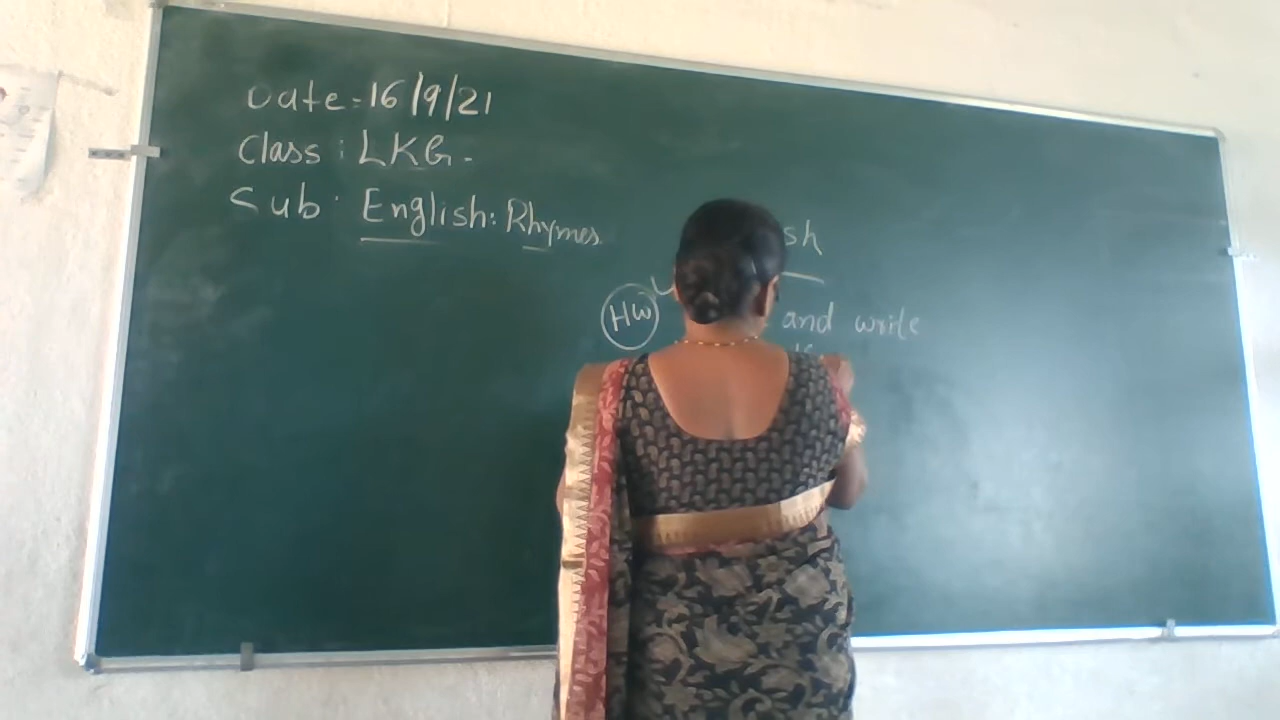 Date = 16/9/21
Class : LKG -
Sub : English: Rhymes
sh
HW and write